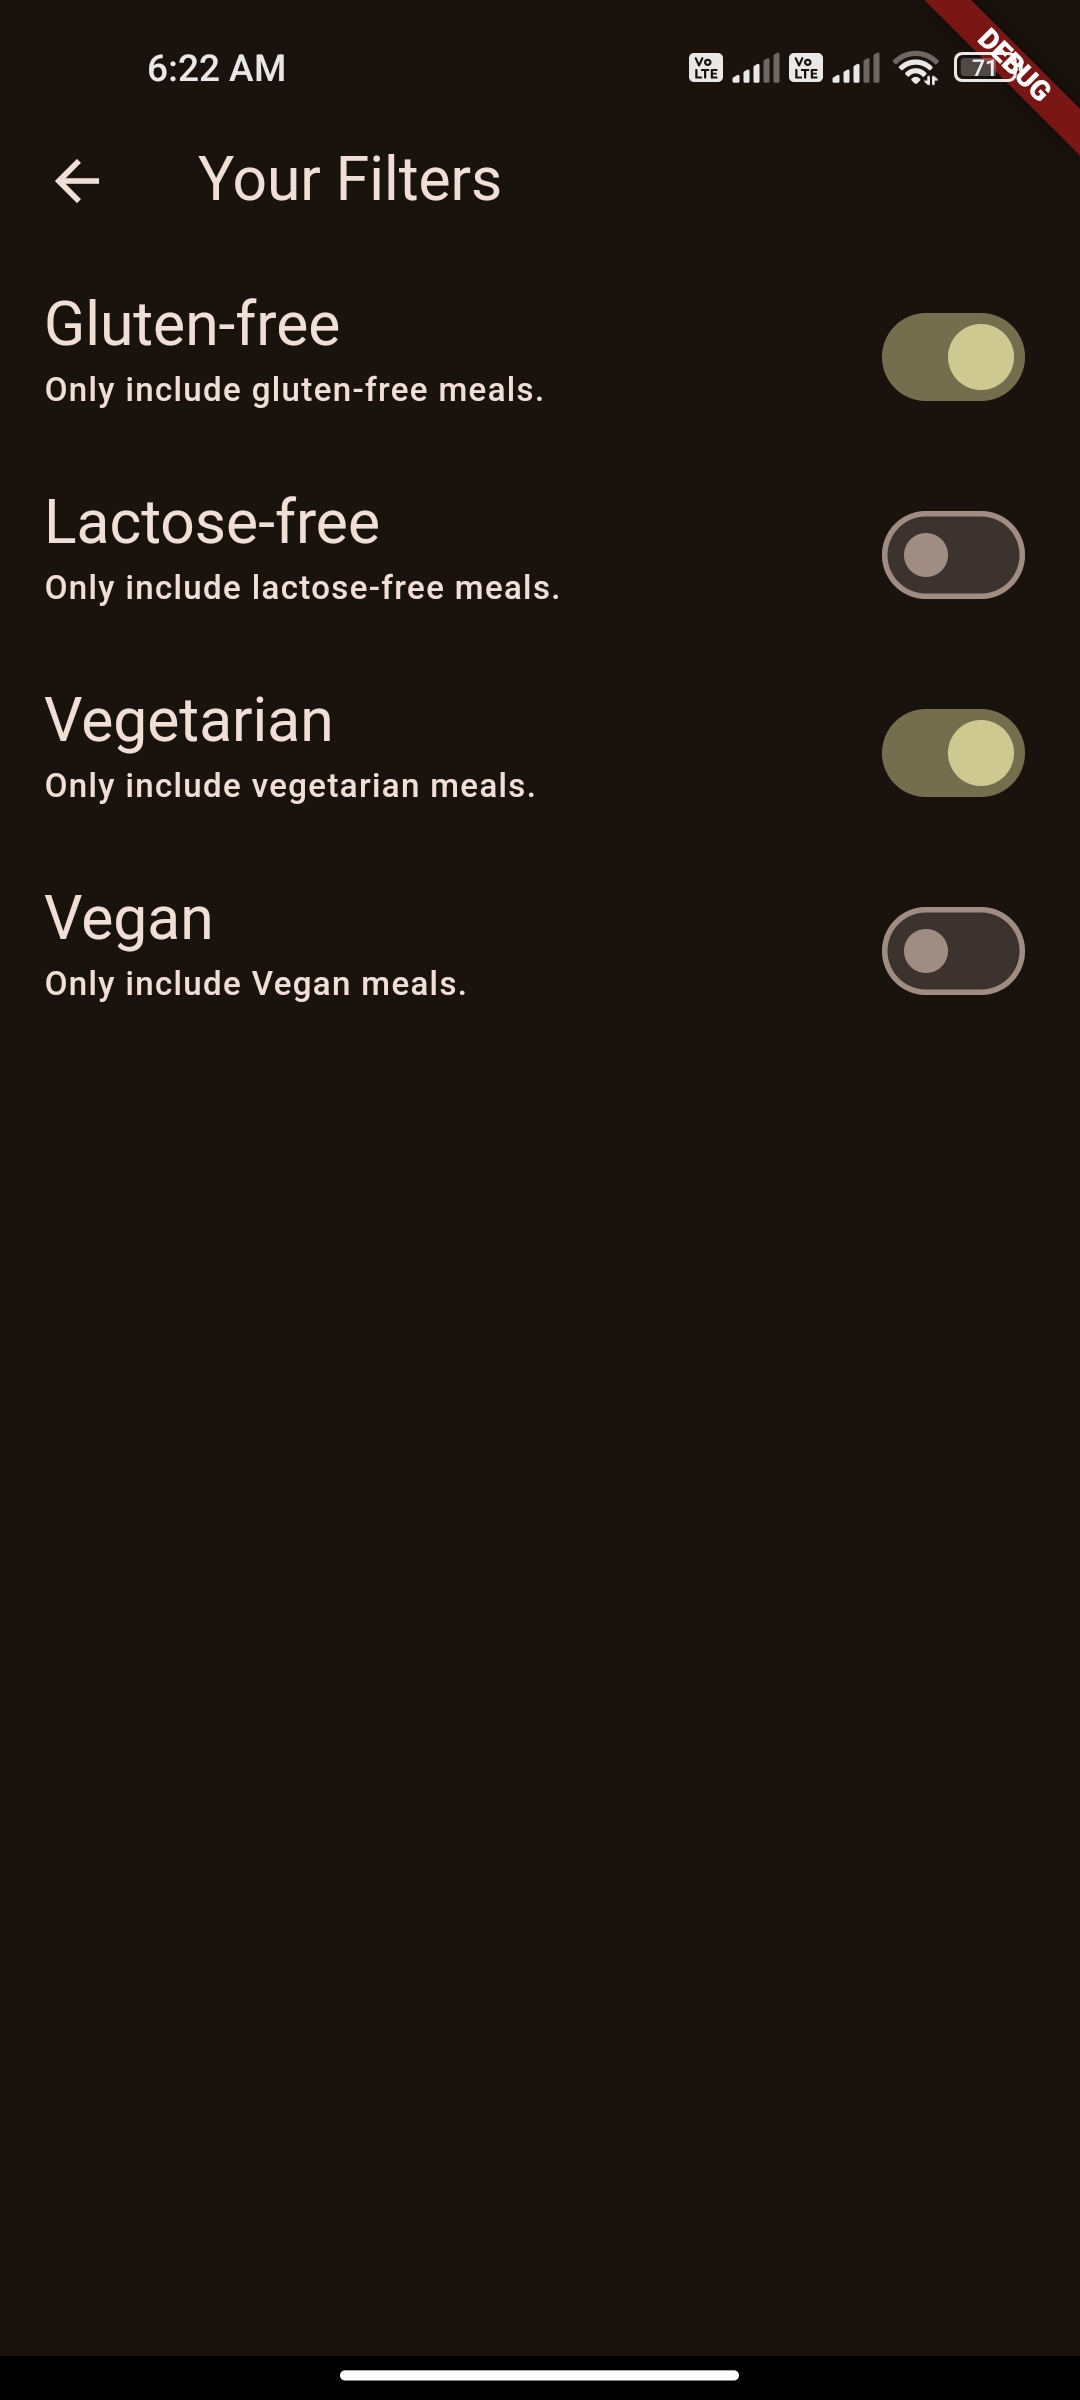 6:22 AM
Vo
LTE
Vo
LTE
71
DEBUG
Your Filters
Gluten-free
Only include gluten-free meals.
Lactose-free
Only include lactose-free meals.
Vegetarian
Only include vegetarian meals.
Vegan
Only include Vegan meals.